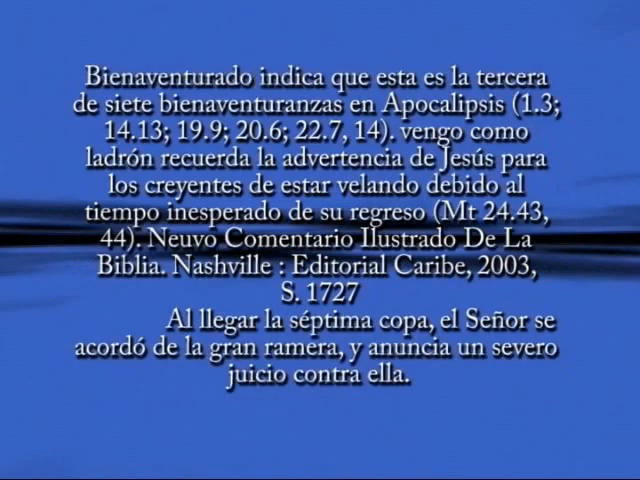 Bienaventurado indica que esta es la tercera
de siete bienaventuranzas en Apocalipsis (1.3;
14.13; 19.9; 20.6; 22.7, 14). vengo como
ladrón recuerda la advertencia de Jesús para
los creyentes de estar velando debido al
tiempo inesperado de su regreso (Mt 24.43,
44). Neuvo Comentario Ilustrado De La
Biblia. Nashville : Editorial Caribe, 2003,
S. 1727
Al llegar la séptima copa, el Señor se
acordó de la gran ramera, y anuncia un severo
juicio contra ella.